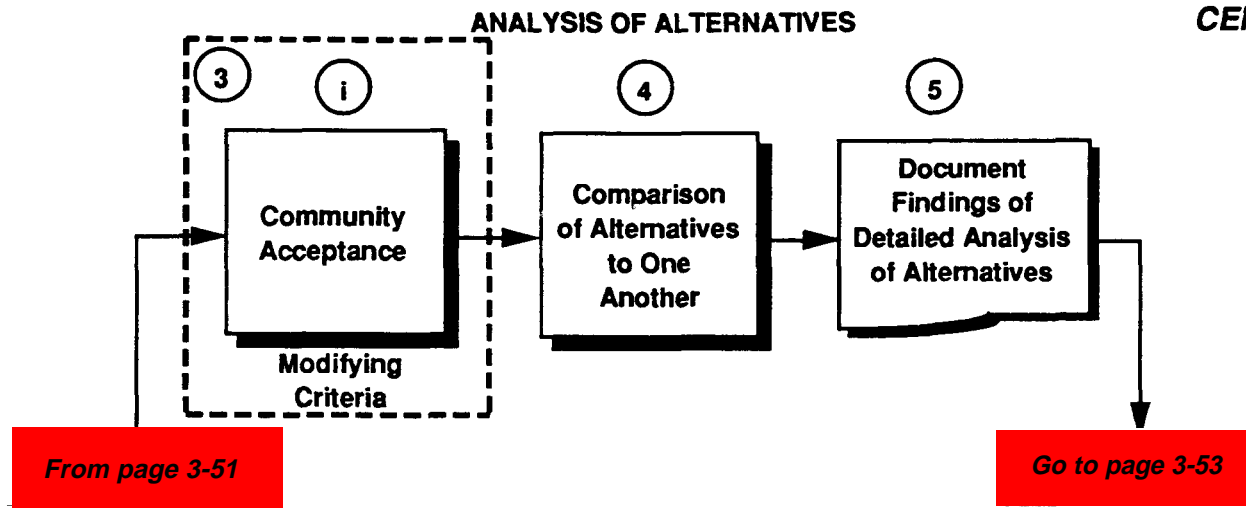 ANALYSIS OF ALTERNATIVES
3
i
4
5
Community
Acceptance
Modifying
Criteria
Comparison
of Alternatives
to One
Another
Document
Findings of
Detailed Analysis
of Alternatives
From page 3-51
Go to page 3-53